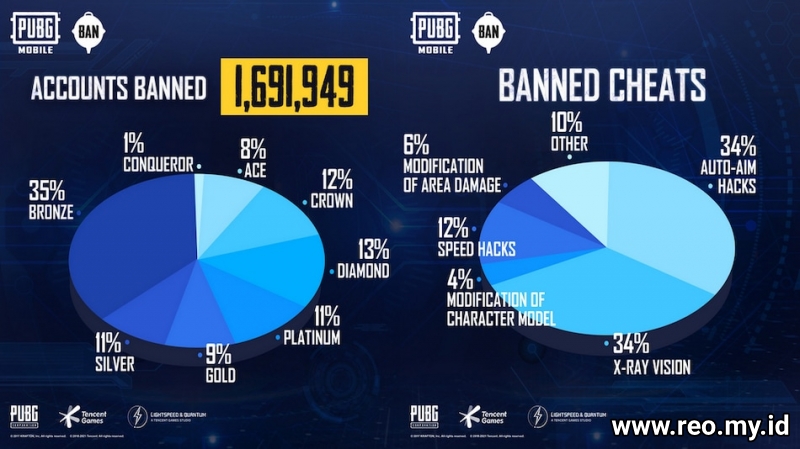 PUBG
MOBILE
BAN
ACCOUNTS BANNED 1,691,949
1%
CONQUEROR
8%
ACE
12%
CROWN
13%
DIAMOND
11%
PLATINUM
9%
GOLD
11%
SILVER
35%
BRONZE
PUBG
CORPORATION
Tencent
Games
LIGHTSPEED & QUANTUM
A TENCENT GAMES STUDIO
PUBG
MOBILE
BAN
BANNED CHEATS
10%
OTHER
34%
AUTO-AIM
HACKS
6%
MODIFICATION
OF AREA DAMAGE
12%
SPEED HACKS
4%
MODIFICATION OF
CHARACTER MODEL
34%
X-RAY VISION
PUBG
CORPORATION
Tencent
Games
LIGHTSPEED & QUANTUM
A TENCENT GAMES STUDIO
www.reo.my.id